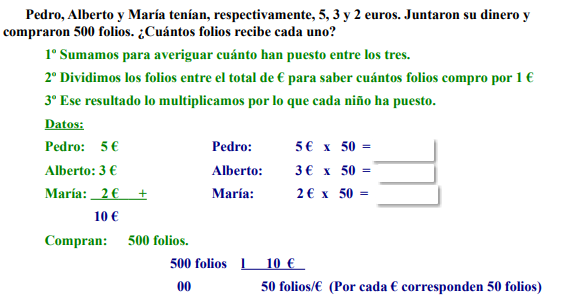 Pedro, Alberto y María tenían, respectivamente, 5, 3 y 2 euros. Juntaron su dinero y
compraron 500 folios. ¿Cuántos folios recibe cada uno?
1º Sumamos para averiguar cuánto han puesto entre los tres.
2º Dividimos los folios entre el total de € para saber cuántos folios compro por 1 €
3º Ese resultado lo multiplicamos por lo que cada niño ha puesto.
Datos:
Pedro: 5 € Pedro: 5 € x 50 =
Alberto: 3 € Alberto: 3 € x 50 =
María: 2 € + María: 2 € x 50 =
10 €
Compran: 500 folios.
500 folios l 10 €
00 50 folios/€ (Por cada € corresponden 50 folios)